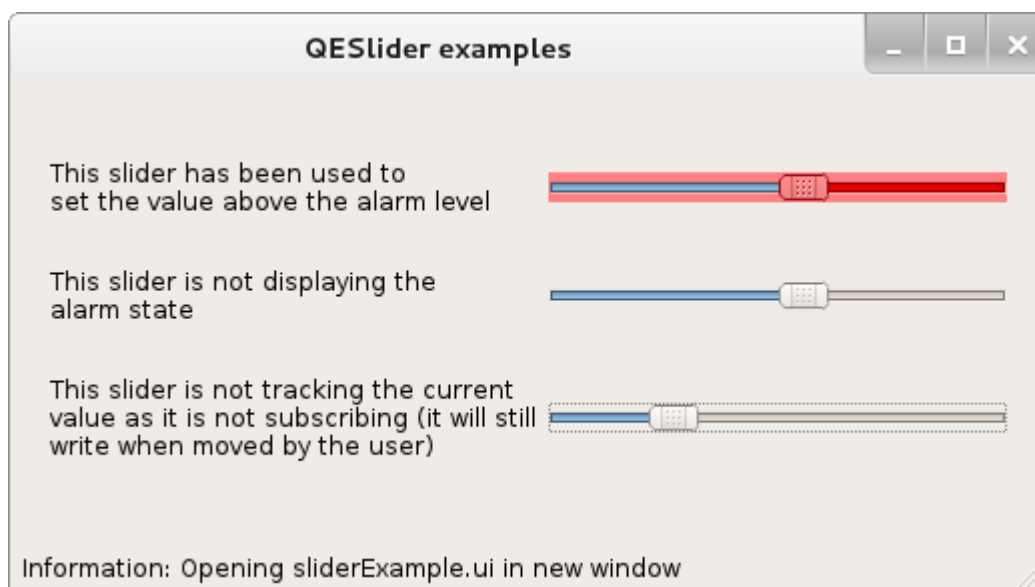 QESlider examples
This slider has been used to
set the value above the alarm level
This slider is not displaying the
alarm state
This slider is not tracking the current
value as it is not subscribing (it will still
write when moved by the user)
Information: Opening sliderExample.ui in new window